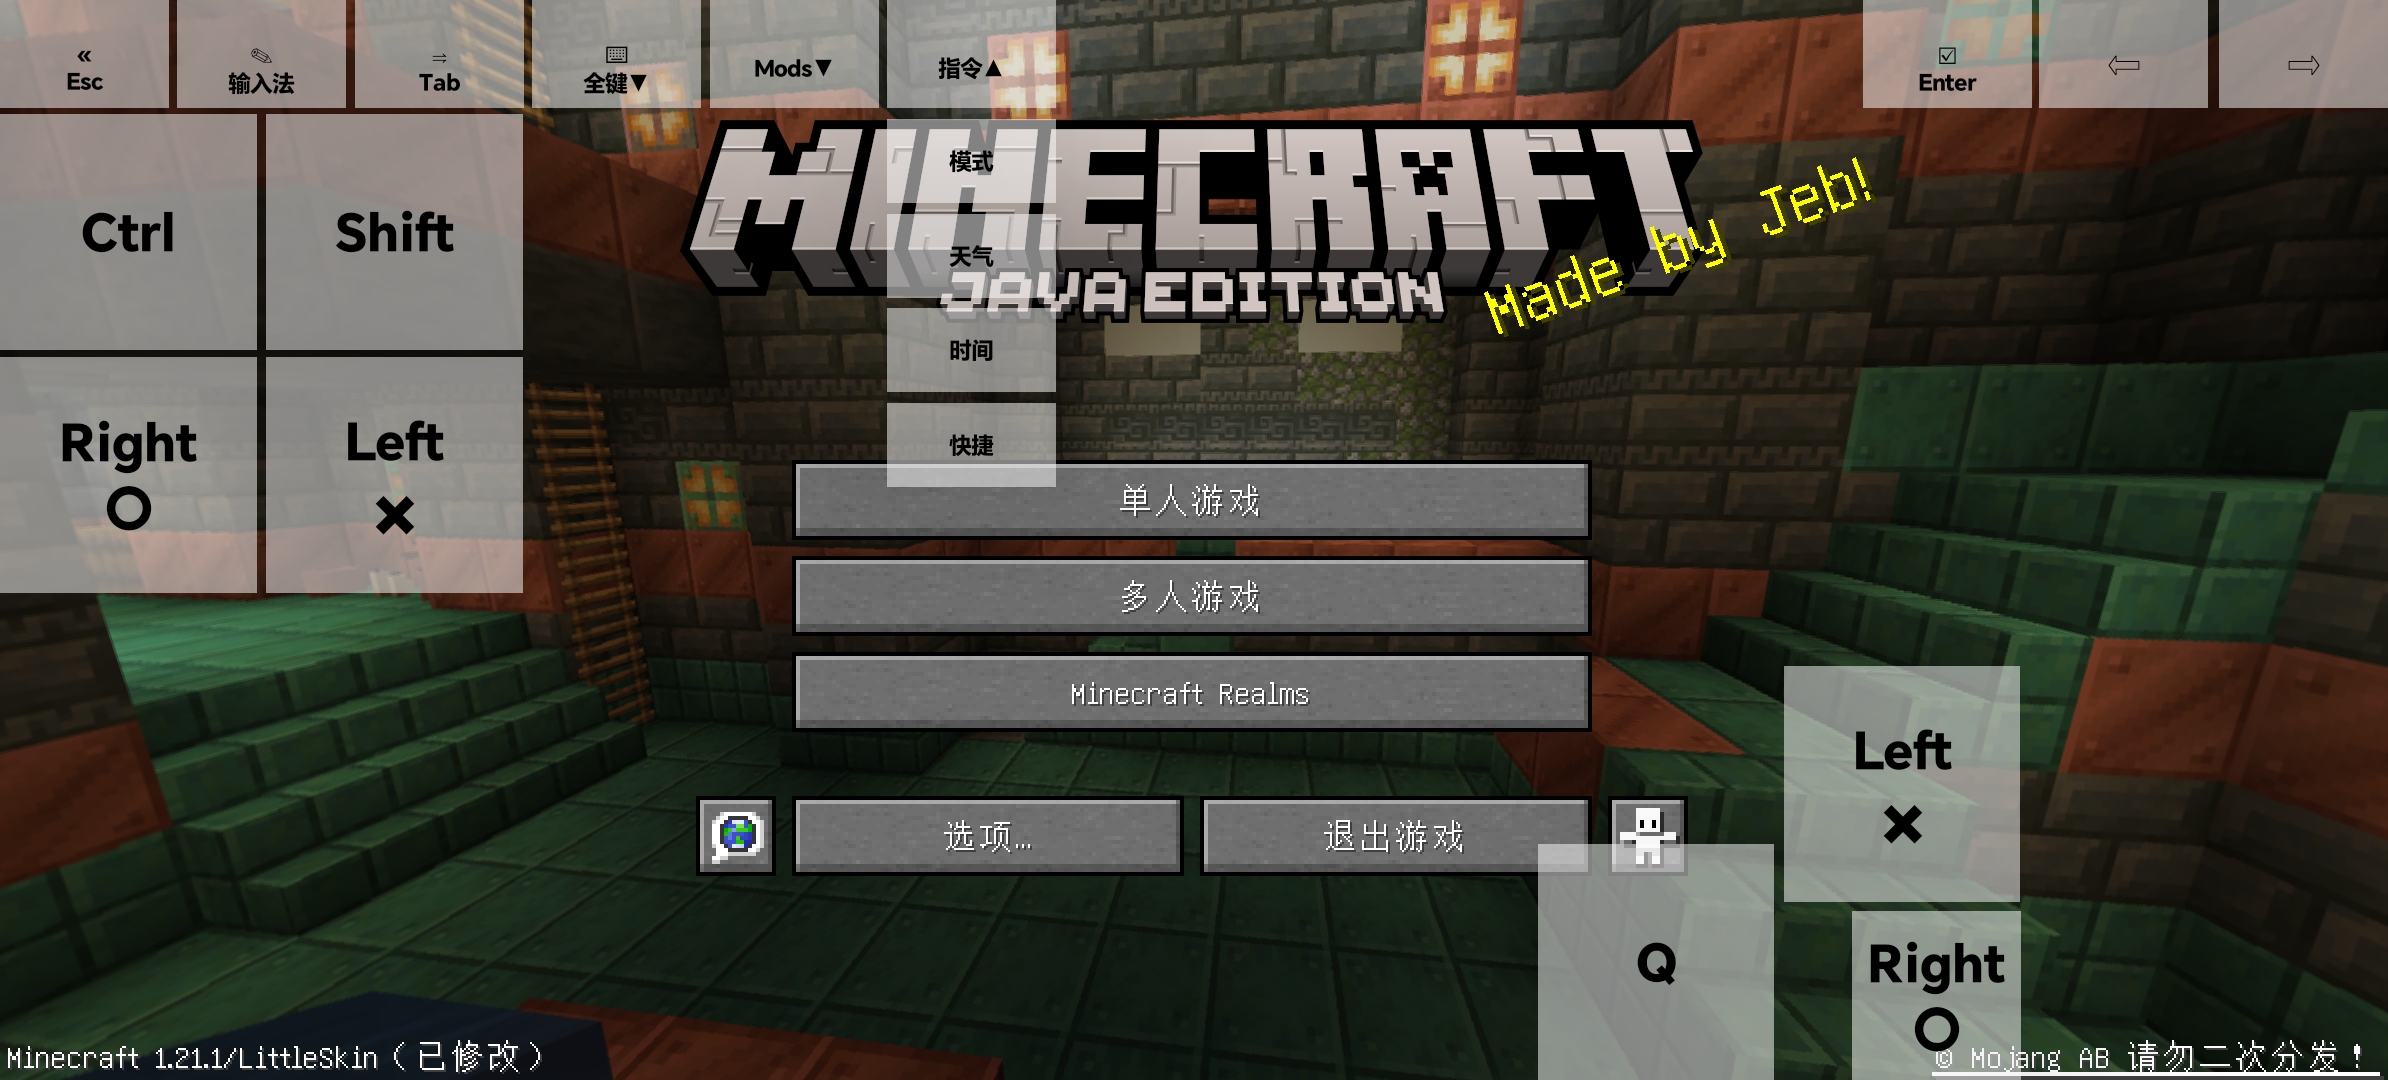 Esc
输入法
Tab
全键▼
Mods▼
指令▲
Enter
模式
天气
时间
快捷
Ctrl
Shift
Right
Left
MINECRAFT
JAVA EDITION
Made by Jeb!
单人游戏
多人游戏
Minecraft Realms
选项...
退出游戏
Left
Q
Right
Minecraft 1.21.1/LittleSkin（已修改）
© Mojang AB 请勿二次分发！